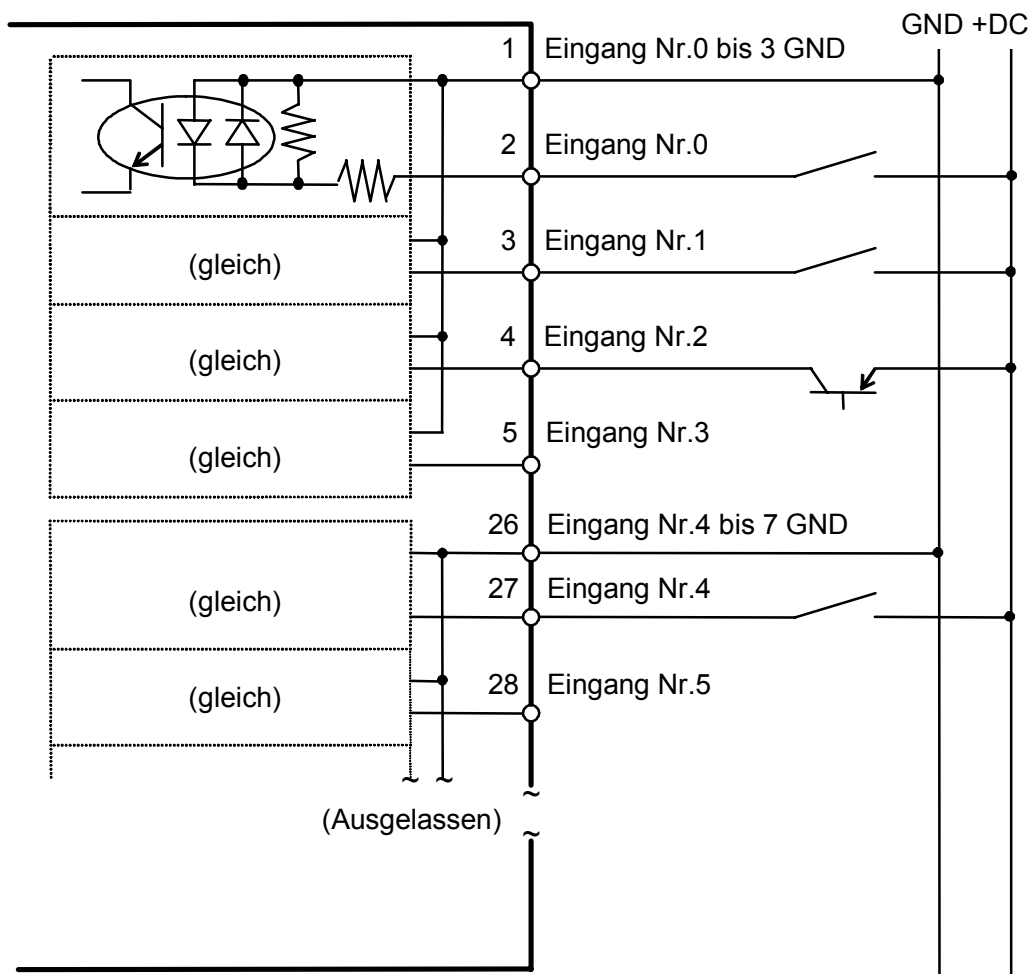 GND +DC
1 Eingang Nr.0 bis 3 GND
2 Eingang Nr.0
3 Eingang Nr.1
(gleich)
4 Eingang Nr.2
(gleich)
5 Eingang Nr.3
(gleich)
26 Eingang Nr.4 bis 7 GND
27 Eingang Nr.4
(gleich)
28 Eingang Nr.5
(gleich)
(Ausgelassen)